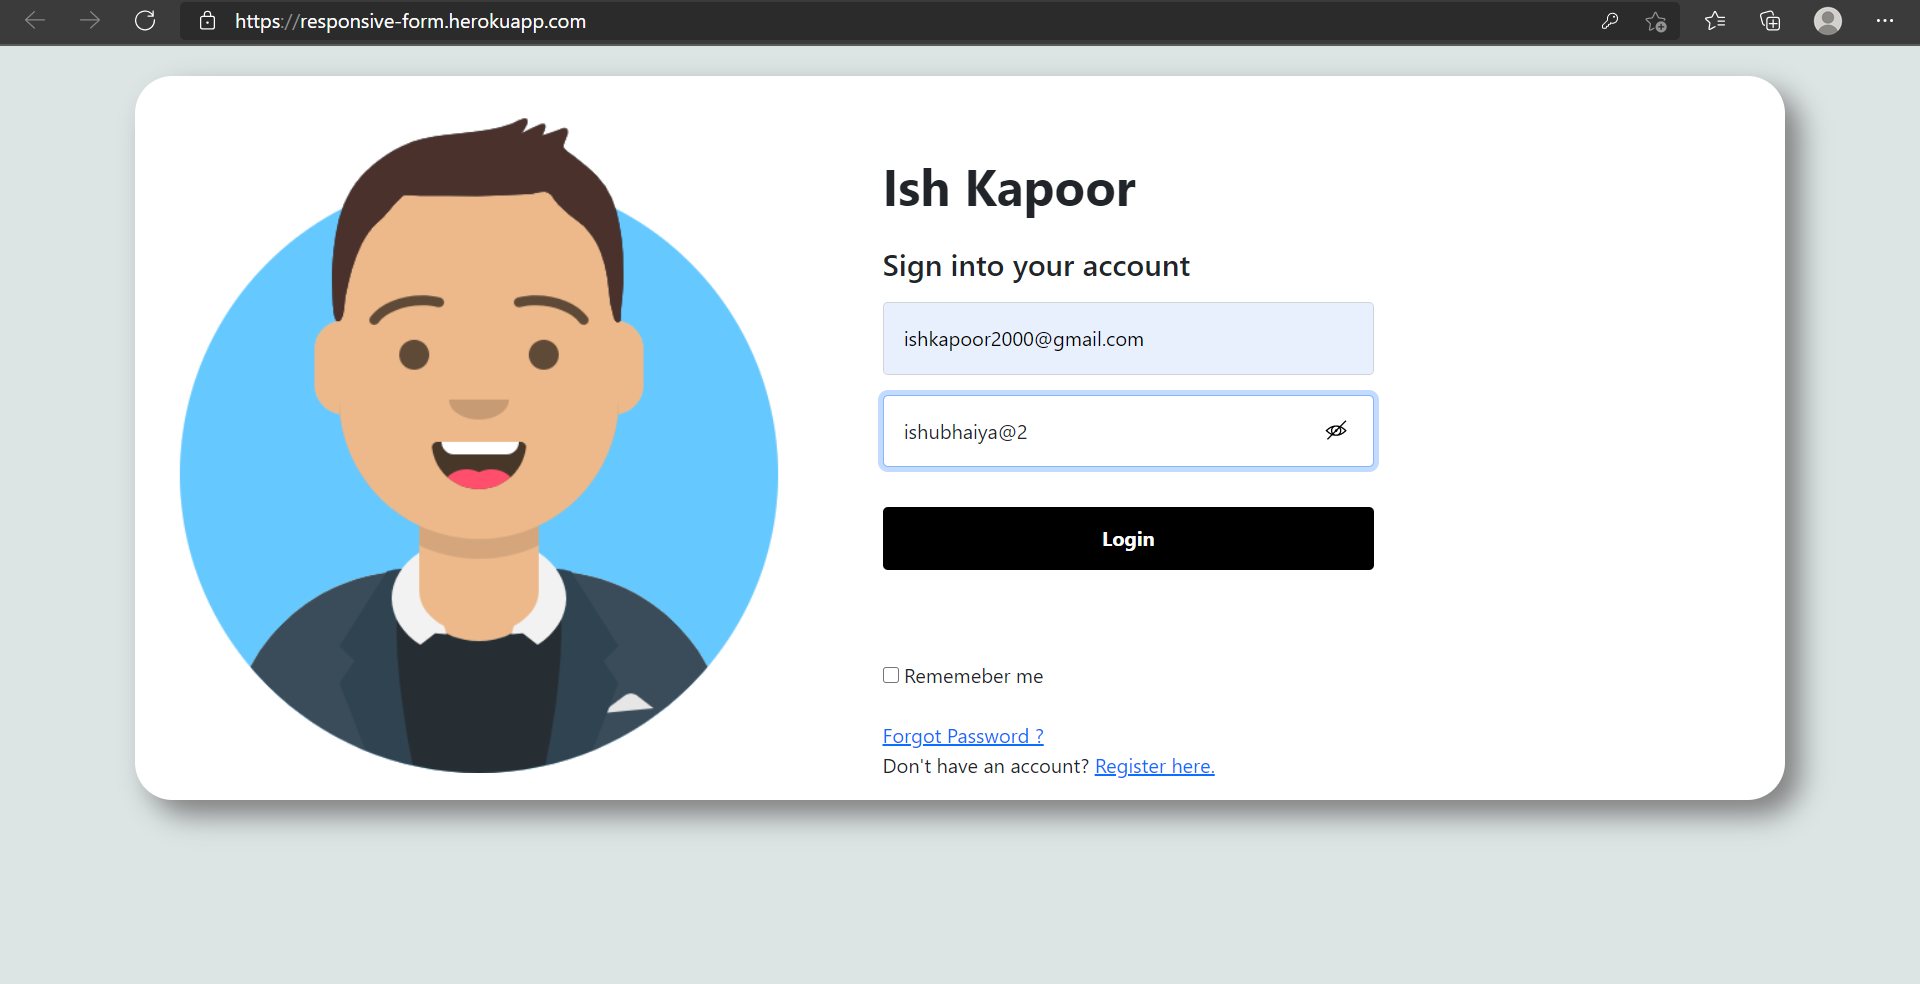 https://responsive-form.herokuapp.com
Ish Kapoor
Sign into your account
ishkapoor2000@gmail.com
ishubhaiya@2
Login
Rememeber me
Forgot Password ?
Don't have an account? Register here.